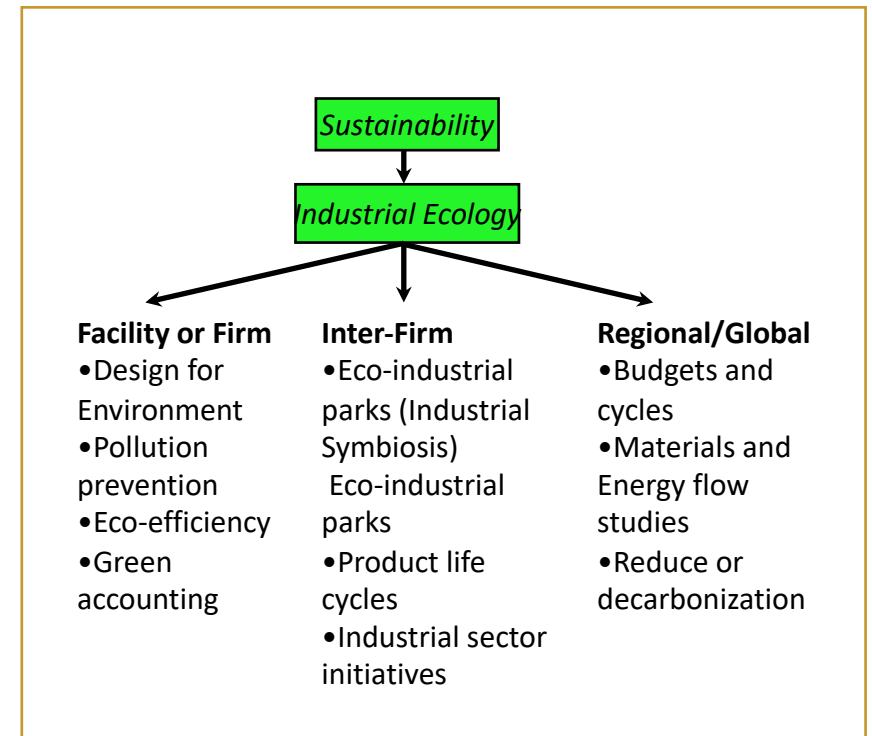 Sustainability
Industrial Ecology
Facility or Firm
•Design for
Environment
•Pollution
prevention
•Eco-efficiency
•Green
accounting
Inter-Firm
•Eco-industrial
parks (Industrial
Symbiosis)
Eco-industrial
parks
•Product life
cycles
•Industrial sector
initiatives
Regional/Global
•Budgets and
cycles
•Materials and
Energy flow
studies
•Reduce or
decarbonization